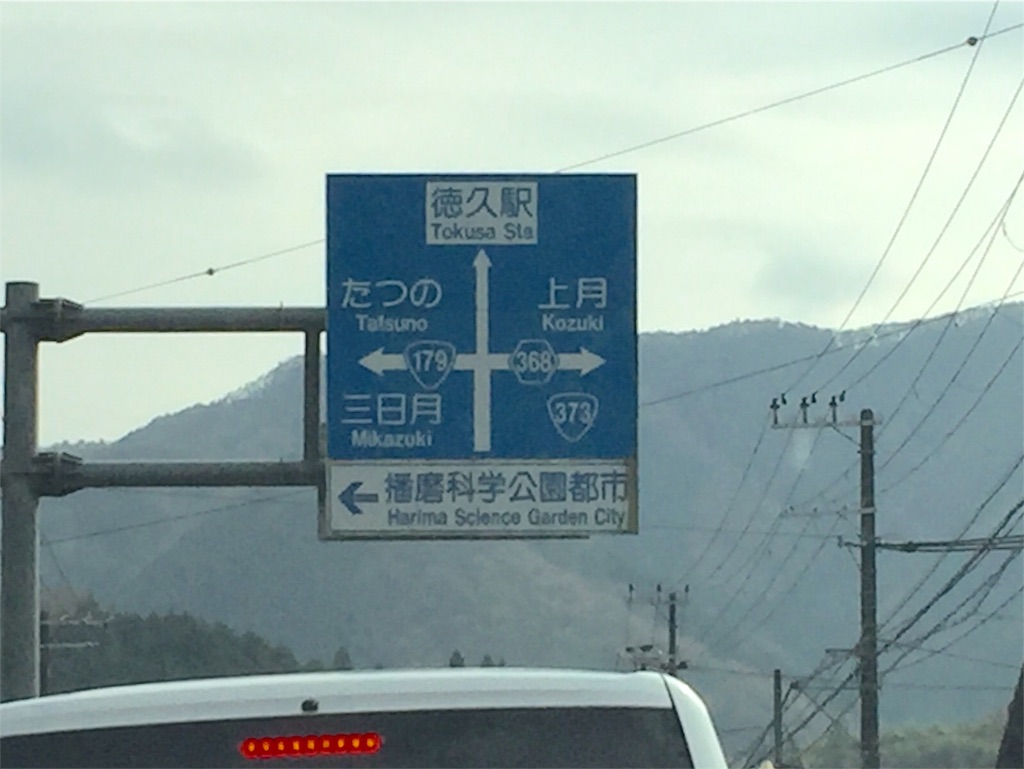 徳久駅
Tokusa Sta
たつの
Tatsuno
上月
Kozuki
179
368
三日月
Mikazuki
373
播磨科学公園都市
Harima Science Garden City